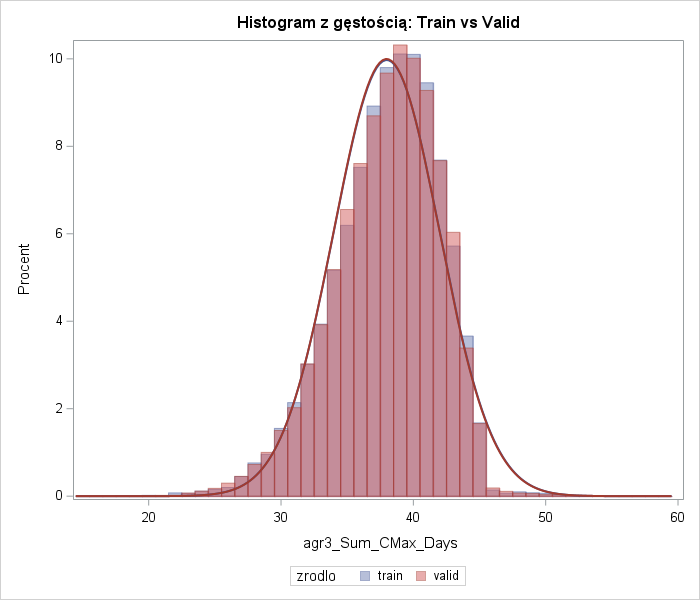 Histogram z gęstością: Train vs Valid
Procent
10
8
6
4
2
0
20 30 40 50 60
agr3_Sum_CMax_Days
zrodlo train valid